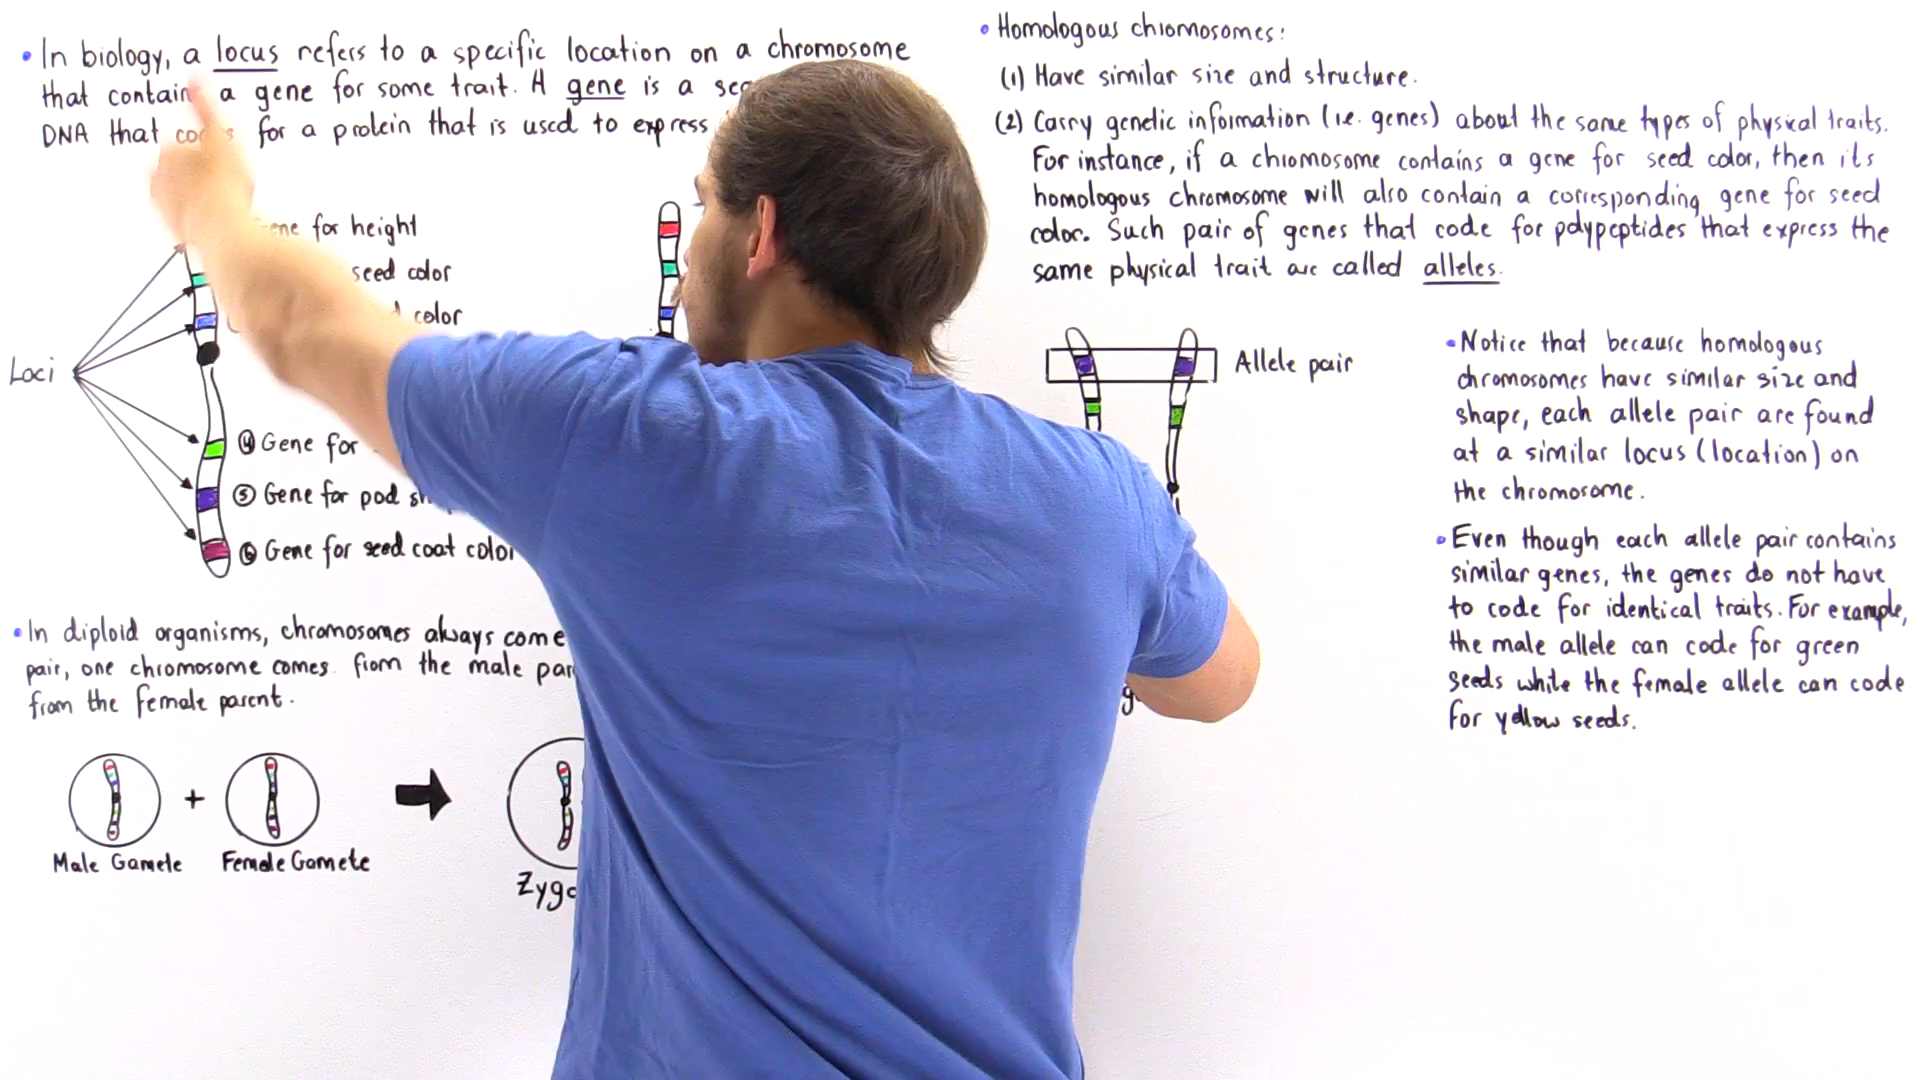 • In biology, a locus refers to a specific location on a chromosome
that contain a gene for some trait. A gene is a
DNA that for a protein that is used to express
gene for height
seed color
color
Loci
④ Gene for
⑤ Gene for pod
⑥ Gene for seed coat color
• In diploid organisms, chromosomes always come
pair, one chromosome comes from the male
from the female parent.
+
Male Gamete
Female Gamete
• Homologous chromosomes:
(1) Have similar size and structure.
(2) Carry genetic information (i.e. genes) about the same types of physical traits.
For instance, if a chromosome contains a gene for seed color, then its
homologous chromosome will also contain a corresponding gene for seed
color. Such pair of genes that code for polypeptides that express the
same physical trait are called alleles.
Allele pair
• Notice that because homologous
chromosomes have similar size and
shape, each allele pair are found
at a similar locus (location) on
the chromosome.
• Even though each allele pair contains
similar genes, the genes do not have
to code for identical traits. For example,
the male allele can code for green
seeds while the female allele can code
for yellow seeds.